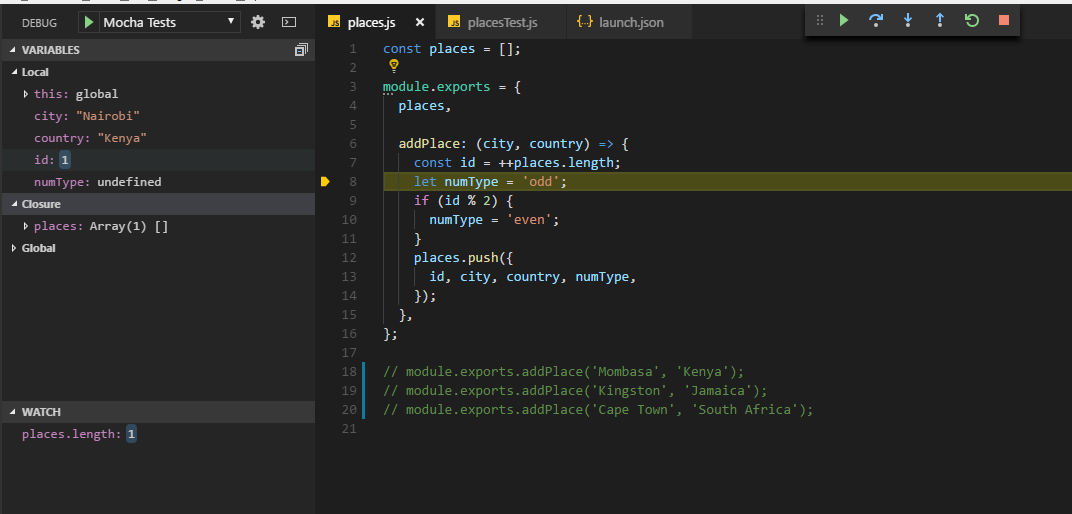 DEBUG Mocha Tests
JS places.js × JS placesTest.js {·} launch.json
VARIABLES
Local
this: global
city: "Nairobi"
country: "Kenya"
id: 1
numType: undefined
Closure
places: Array(1) []
Global
WATCH
places.length: 1
1 const places = [];
2
3 module.exports = {
4 places,
5
6 addPlace: (city, country) => {
7 const id = ++places.length;
8 let numType = 'odd';
9 if (id % 2) {
10 numType = 'even';
11 }
12 places.push({
13 id, city, country, numType,
14 });
15 },
16 };
17
18 // module.exports.addPlace('Mombasa', 'Kenya');
19 // module.exports.addPlace('Kingston', 'Jamaica');
20 // module.exports.addPlace('Cape Town', 'South Africa');
21